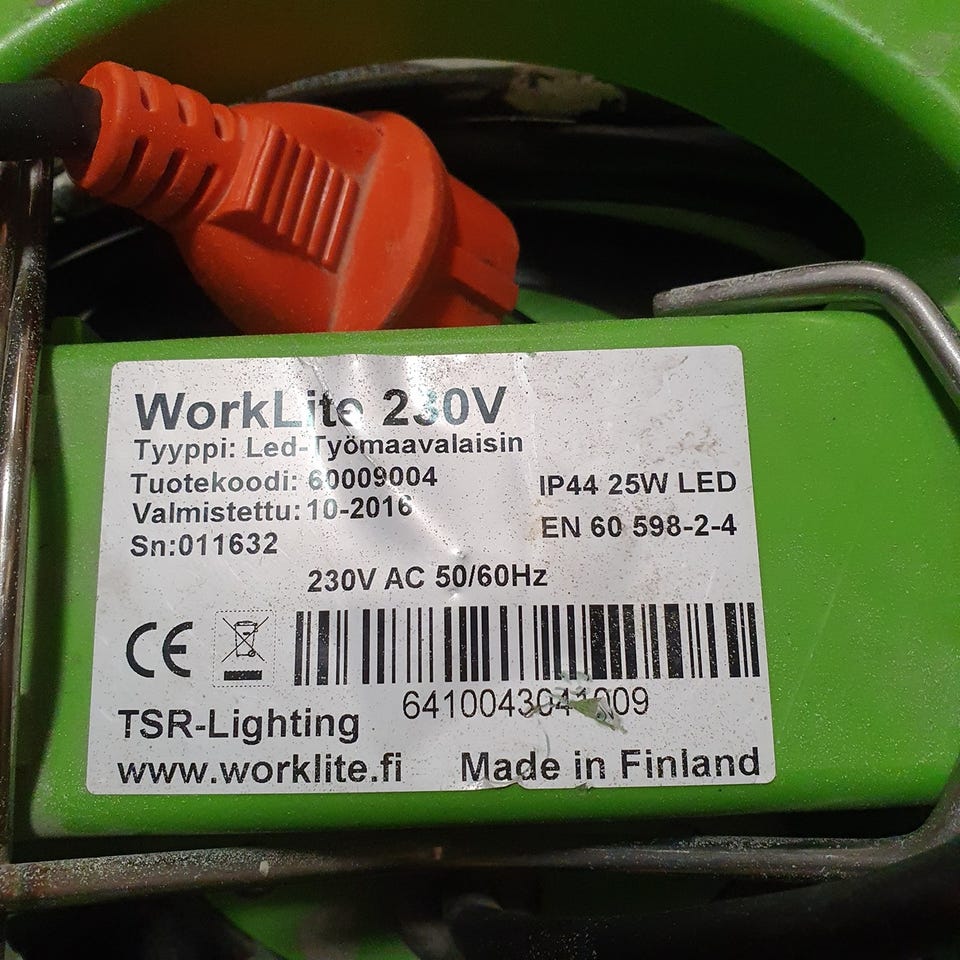 WorkLite 230V
Tyyppi: Led-Työmaavalaisin
Tuotekoodi: 60009004
Valmistettu: 10-2016
Sn:011632
IP44 25W LED
EN 60 598-2-4
230V AC 50/60Hz
CE
6410043041009
TSR-Lighting
www.worklite.fi
Made in Finland